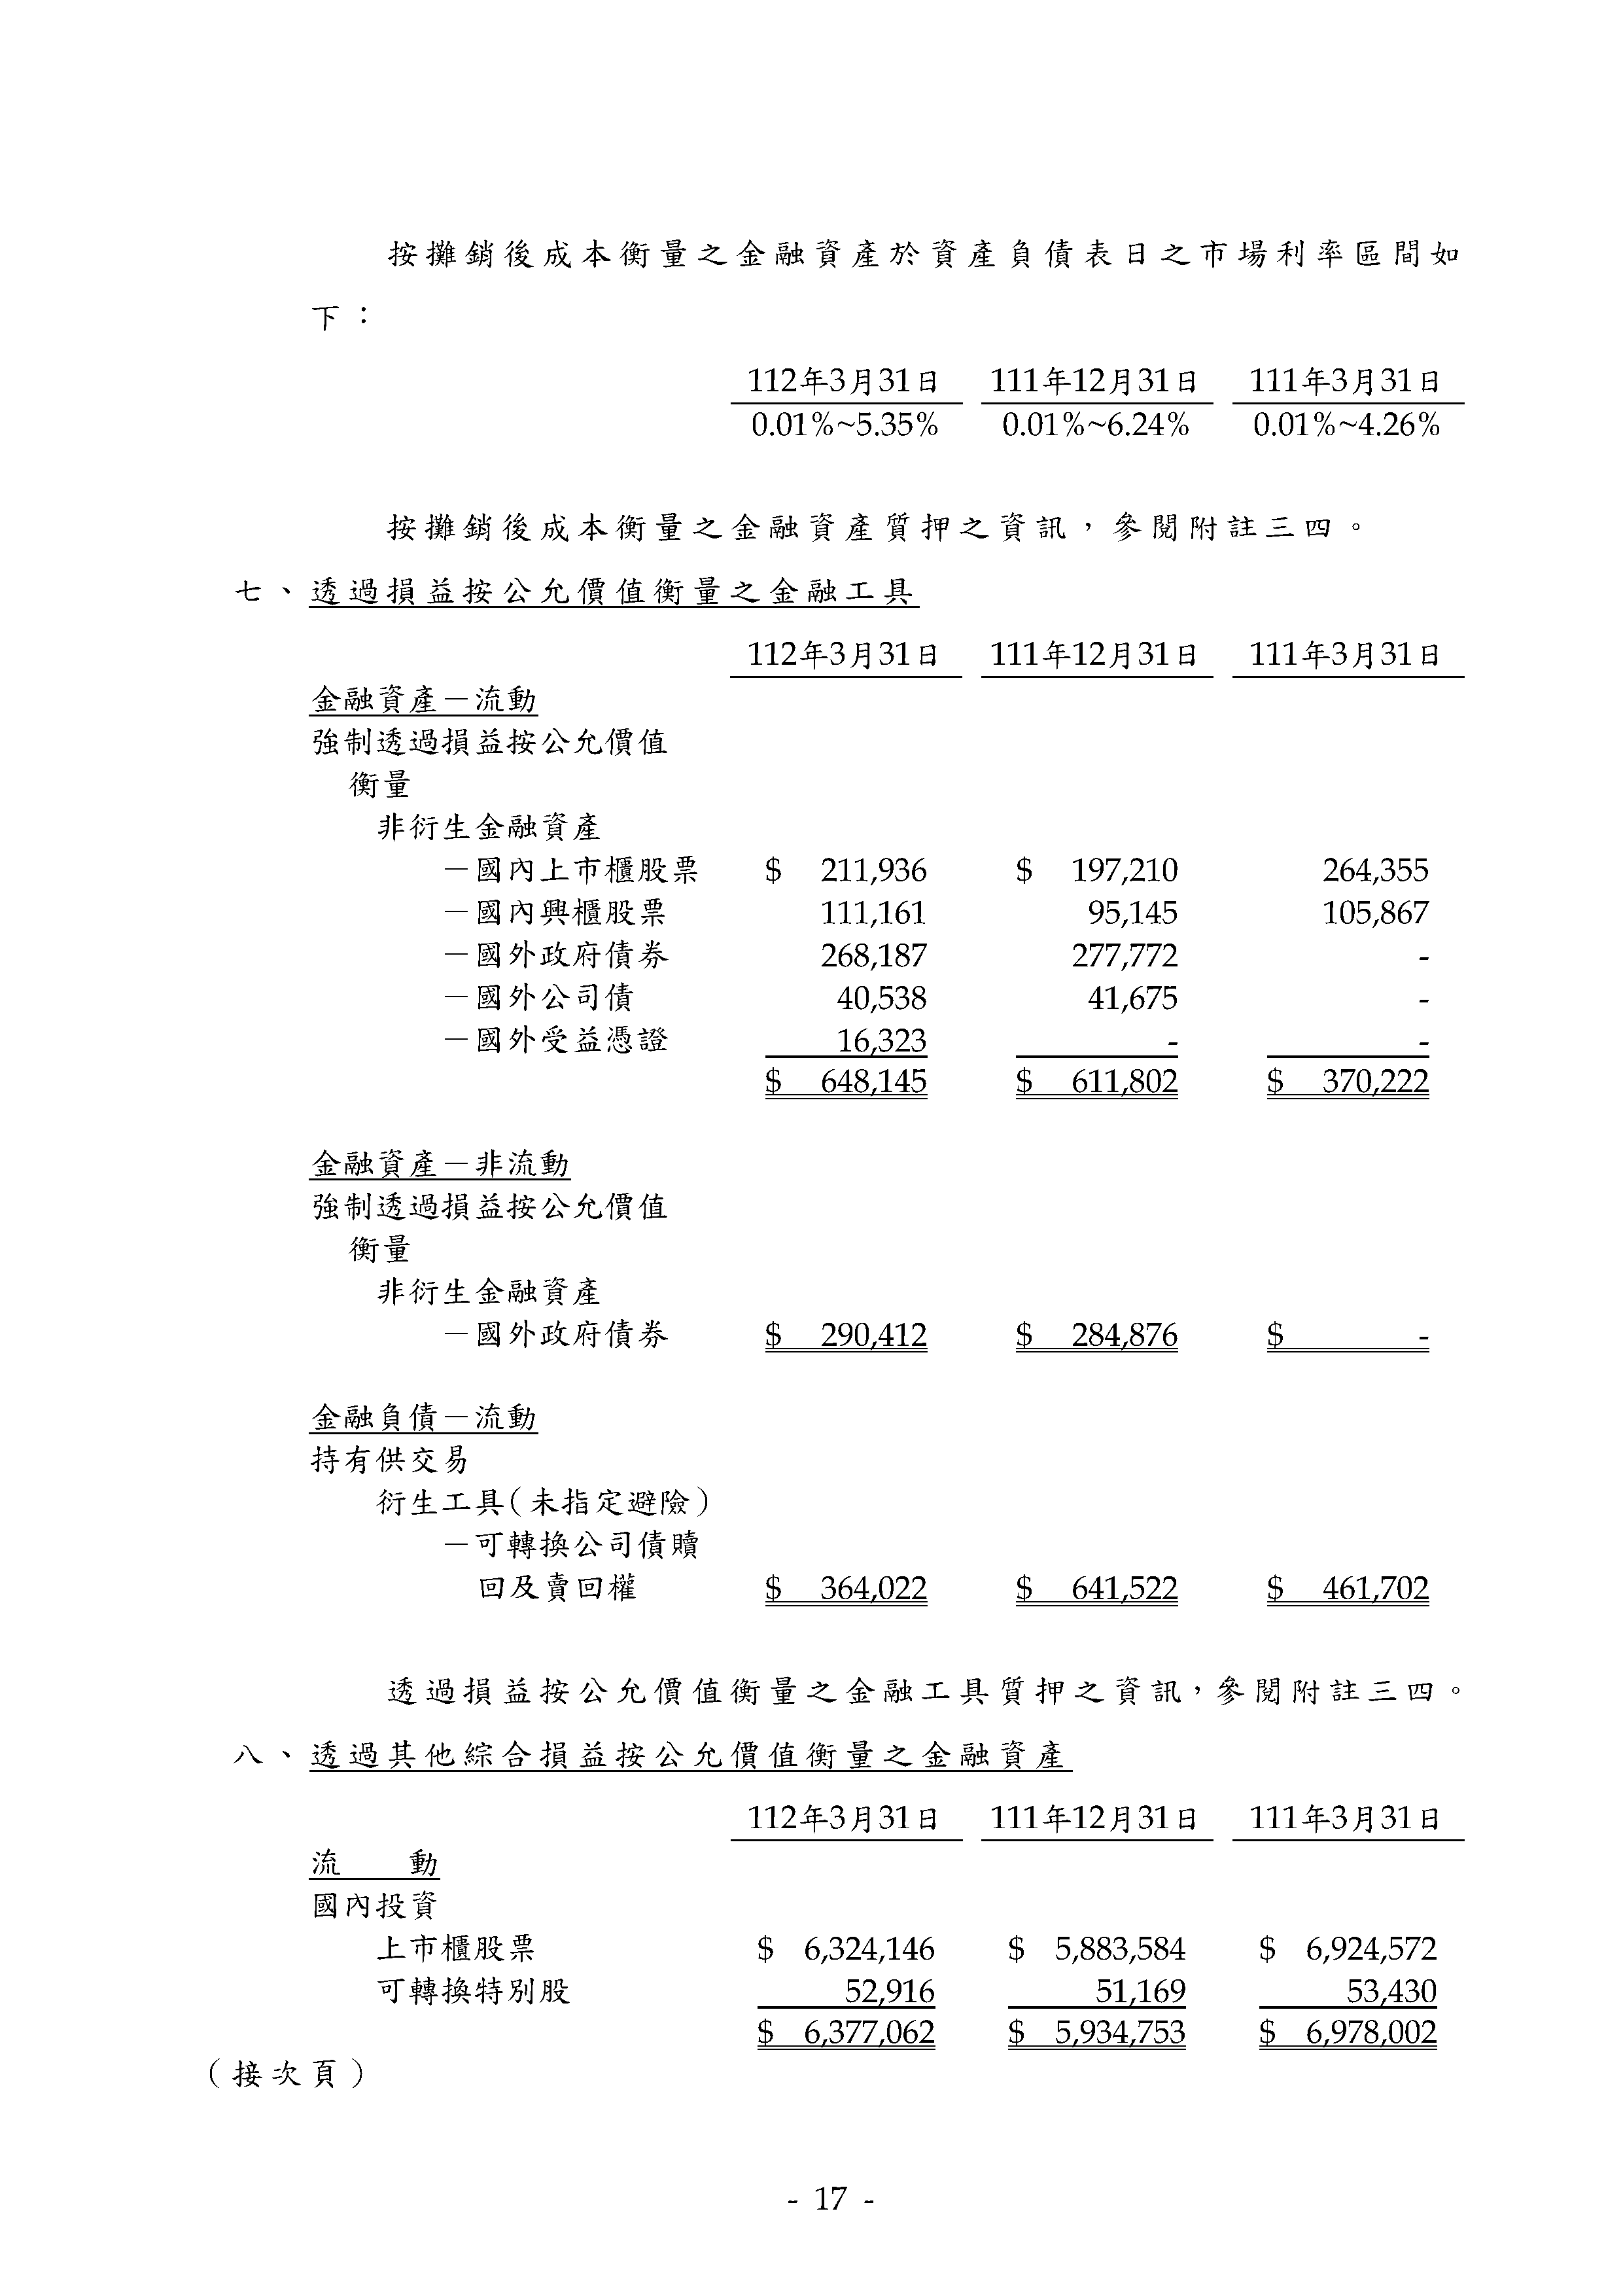 按攤銷後成本衡量之金融資產於資產負債表日之市場利率區間如
下：
112年3月31日 111年12月31日 111年3月31日
0.01%~5.35% 0.01%~6.24% 0.01%~4.26%
按攤銷後成本衡量之金融資產質押之資訊，參閱附註三四。
七、透過損益按公允價值衡量之金融工具
112年3月31日 111年12月31日 111年3月31日
金融資產－流動
強制透過損益按公允價值
衡量
非衍生金融資產
－國內上市櫃股票 $ 211,936 $ 197,210 264,355
－國內興櫃股票 111,161 95,145 105,867
－國外政府債券 268,187 277,772 -
－國外公司債 40,538 41,675 -
－國外受益憑證 16,323 - -
$ 648,145 $ 611,802 $ 370,222
金融資產－非流動
強制透過損益按公允價值
衡量
非衍生金融資產
－國外政府債券 $ 290,412 $ 284,876 $ -
金融負債－流動
持有供交易
衍生工具（未指定避險）
－可轉換公司債贖
回及賣回權 $ 364,022 $ 641,522 $ 461,702
透過損益按公允價值衡量之金融工具質押之資訊，參閱附註三四。
八、透過其他綜合損益按公允價值衡量之金融資產
112年3月31日 111年12月31日 111年3月31日
流 動
國內投資
上市櫃股票 $ 6,324,146 $ 5,883,584 $ 6,924,572
可轉換特別股 52,916 51,169 53,430
$ 6,377,062 $ 5,934,753 $ 6,978,002
（接次頁）
- 17 -